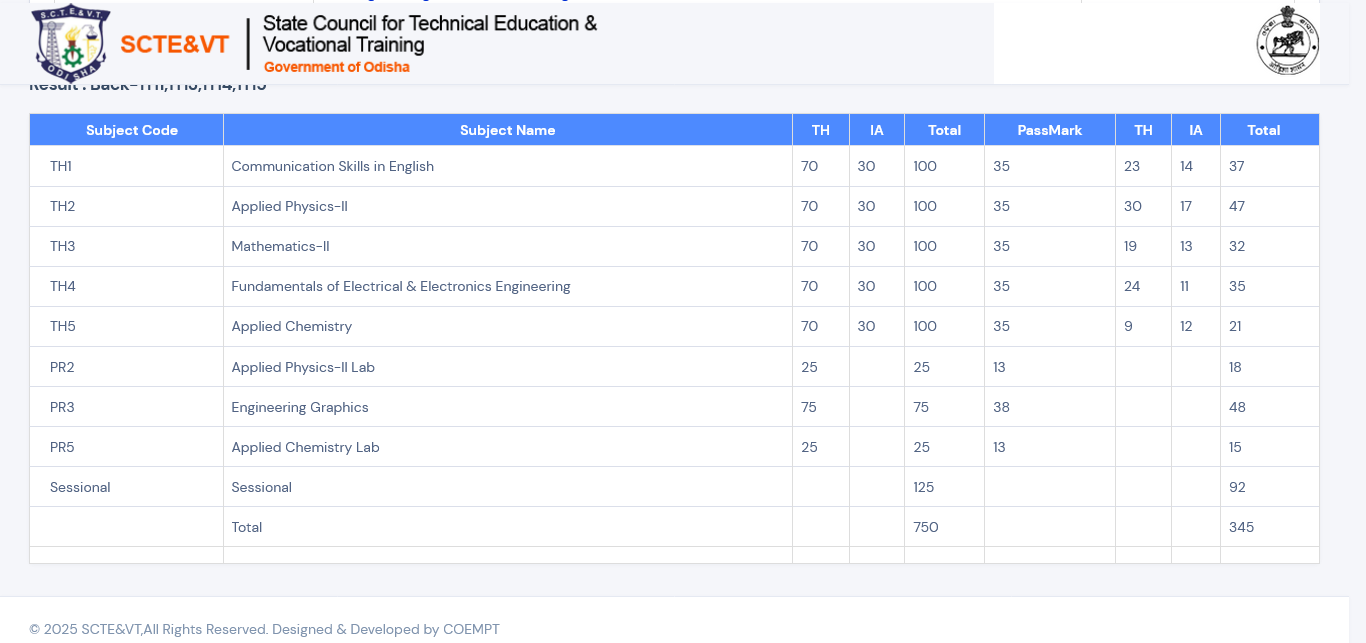 S.C.T.E.&V.T.
ODISHA
SCTE&VT
State Council for Technical Education &
Vocational Training
Government of Odisha
Subject Code Subject Name TH IA Total PassMark TH IA Total
TH1 Communication Skills in English 70 30 100 35 23 14 37
TH2 Applied Physics-II 70 30 100 35 30 17 47
TH3 Mathematics-II 70 30 100 35 19 13 32
TH4 Fundamentals of Electrical & Electronics Engineering 70 30 100 35 24 11 35
TH5 Applied Chemistry 70 30 100 35 9 12 21
PR2 Applied Physics-II Lab 25 25 13 18
PR3 Engineering Graphics 75 75 38 48
PR5 Applied Chemistry Lab 25 25 13 15
Sessional Sessional 125 92
Total 750 345
© 2025 SCTE&VT,All Rights Reserved. Designed & Developed by COEMPT